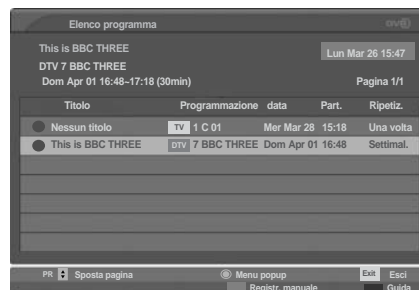 Elenco programma
This is BBC THREE
Lun Mar 26 15:47
DTV 7 BBC THREE
Dom Apr 01 16:48~17:18 (30min)
Pagina 1/1
Titolo Programmazione data Part. Ripetiz.
Nessun titolo TV 1 C 01 Mer Mar 28 15:18 Una volta
This is BBC THREE DTV 7 BBC THREE Dom Apr 01 16:48 Settimal.
PR Sposta pagina Menu popup Exit Esci
Registr. manuale Guida